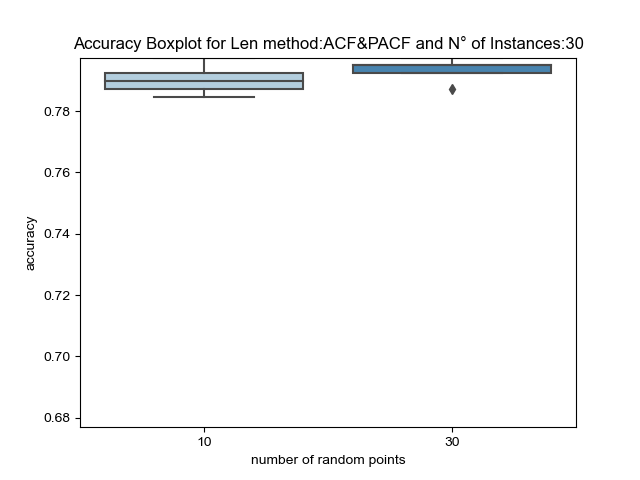 Accuracy Boxplot for Len method:ACF&PACF and N° of Instances:30
0.78
0.76
0.74
0.72
0.70
0.68
accuracy
10
30
number of random points